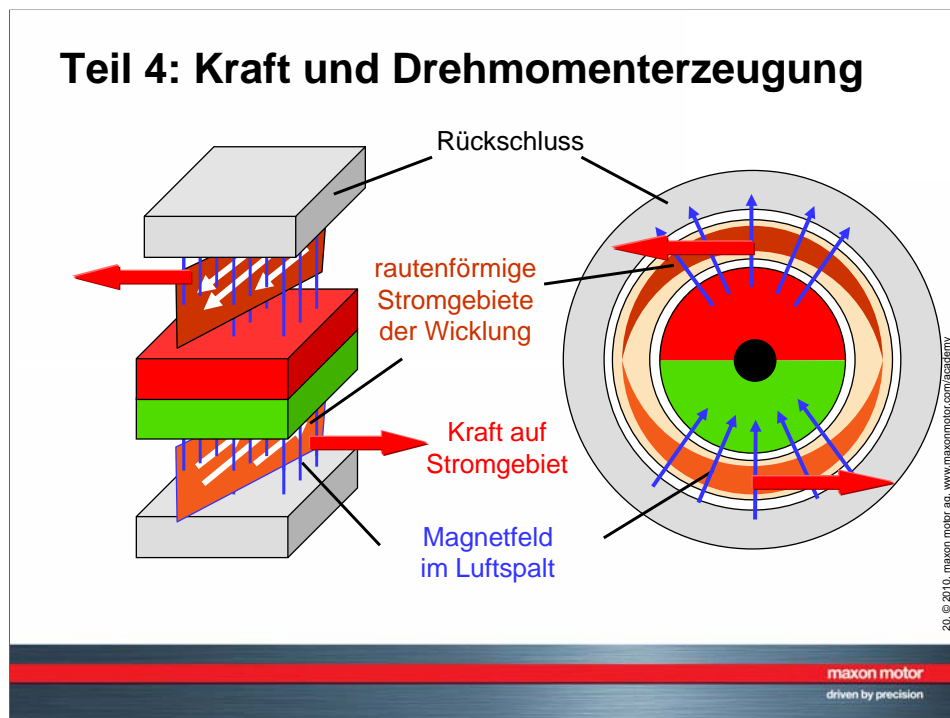 Teil 4: Kraft und Drehmomenterzeugung
Rückschluss
rautenförmige
Stromgebiete
der Wicklung
Kraft auf
Stromgebiet
Magnetfeld
im Luftspalt
20, © 2010, maxon motor ag, www.maxonmotor.com/academy
maxon motor
driven by precision